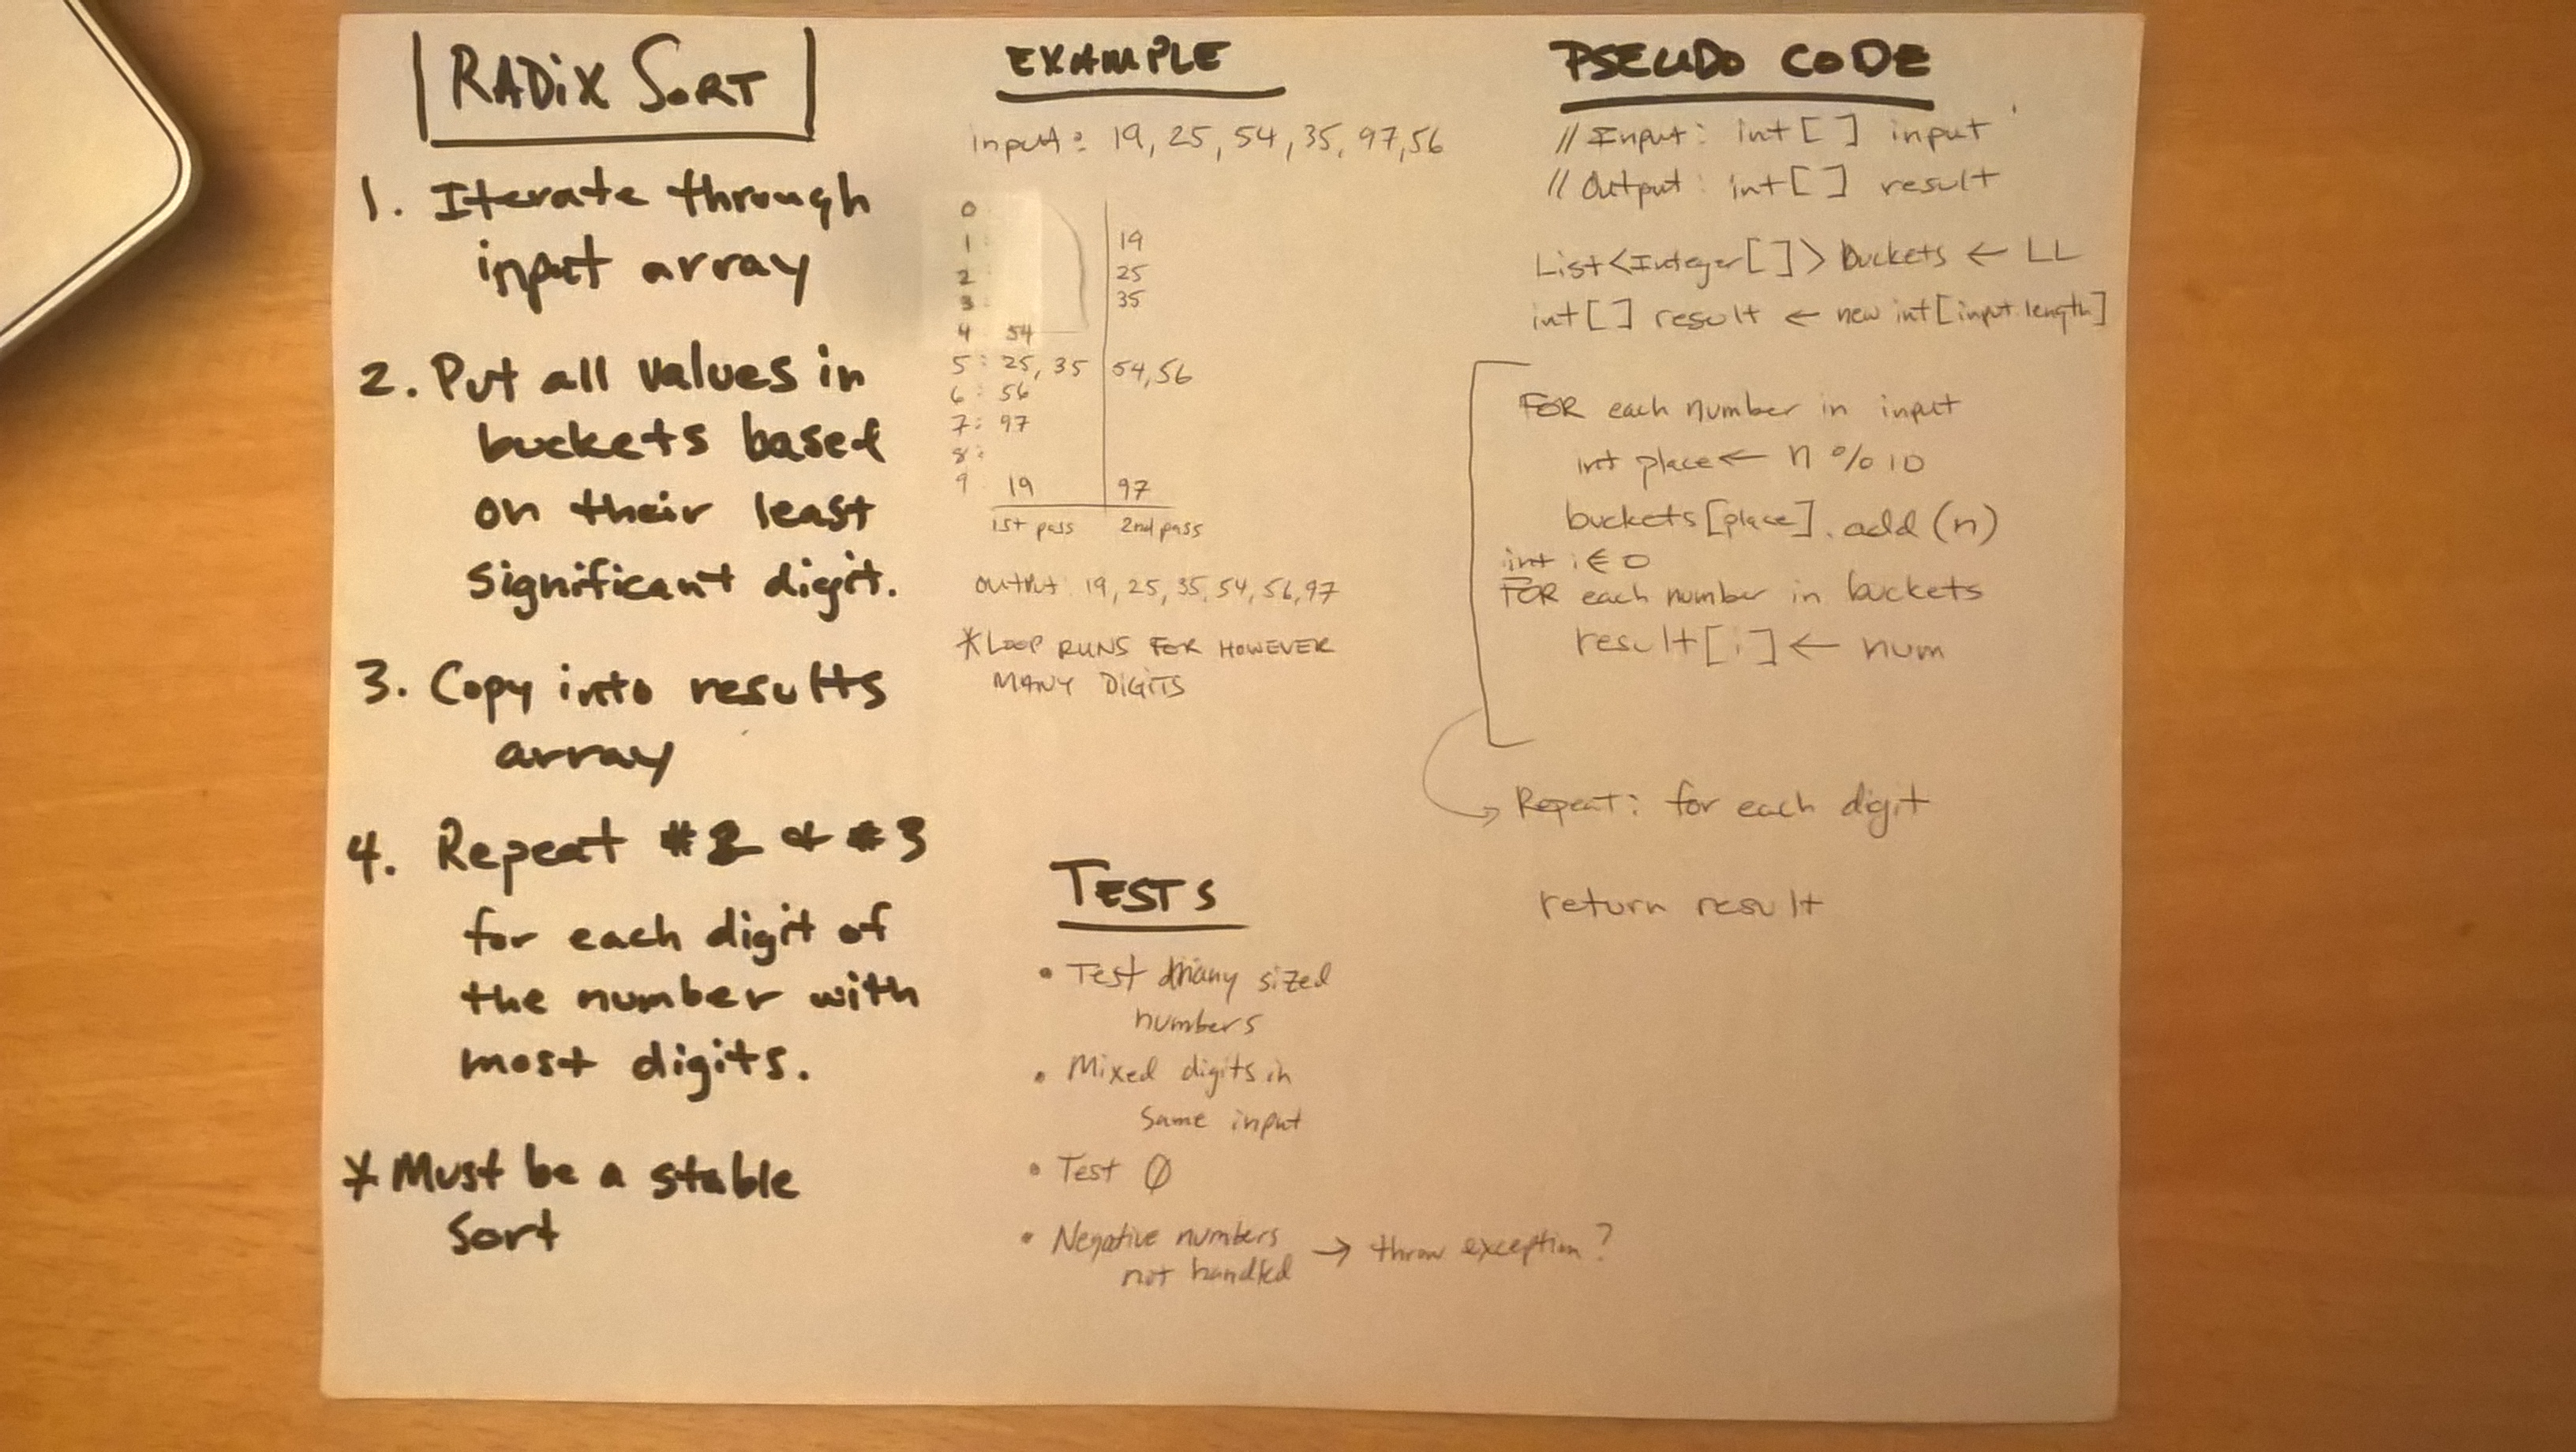 RADiX SORT
1. Iterate through
input array
2. Put all values in
buckets based
on their least
significant digit.
3. Copy into results
array
4. Repeat #2 & #3
for each digit of
the number with
most digits.
* Must be a stable
sort
EXAMPLE
input: 19, 25, 54, 35, 97, 56
0
1 19
2 25
3 35
4 54
5: 25, 35 54, 56
6: 56
7: 97
8:
9 19 97
1st pass 2nd pass
output: 19, 25, 35, 54, 56, 97
* LOOP RUNS FOR HOWEVER
MANY DIGITS
TESTS
• Test many sized
numbers
• Mixed digits in
same input
• Test Ø
• Negative numbers → throw exception?
not handled
PSEUDO CODE
// Input: int [ ] input
// Output: int [ ] result
List<Integer[ ]> buckets ← LL
int [ ] result ← new int [input.length]
FOR each number in input
int place ← n % 10
buckets [place]. add (n)
int i ← 0
FOR each number in buckets
result [i] ← num
Repeat: for each digit
return result